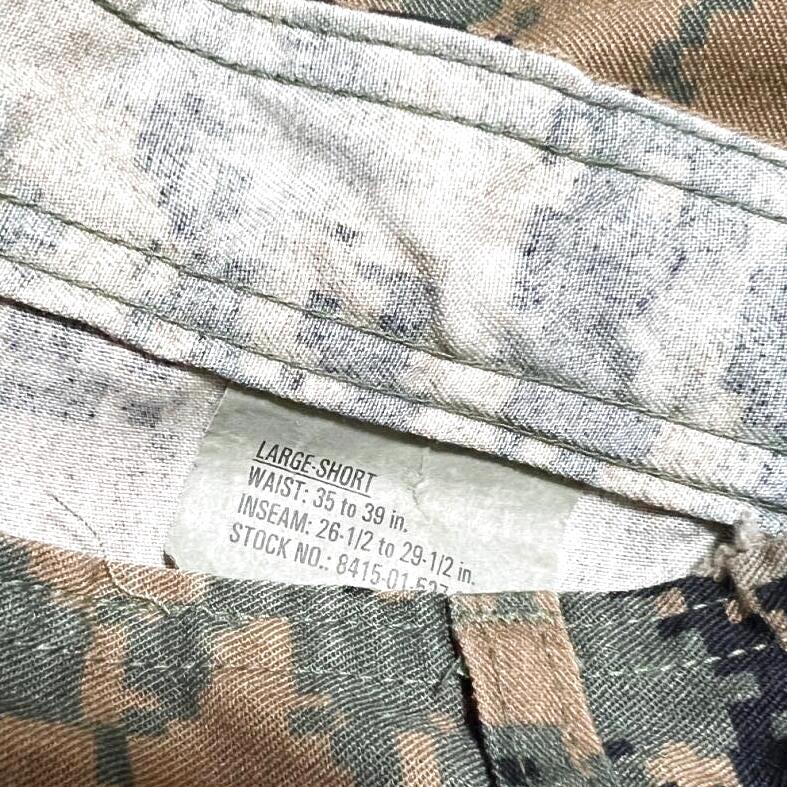 LARGE-SHORT
WAIST: 35 to 39 in.
INSEAM: 26-1/2 to 29-1/2 in.
STOCK NO.: 8415-01-527